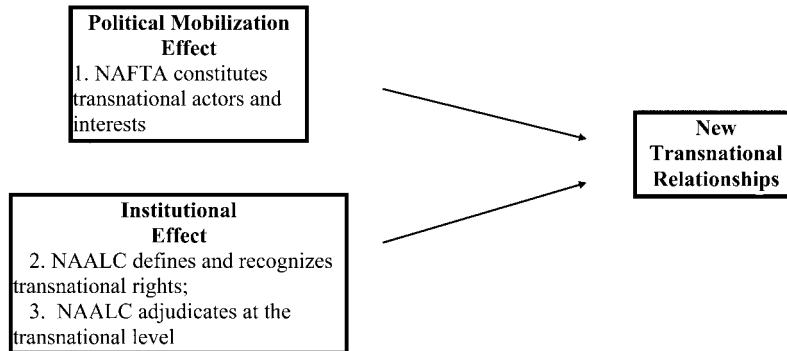 Political Mobilization
Effect
1. NAFTA constitutes
transnational actors and
interests
New
Transnational
Relationships
Institutional
Effect
2. NAALC defines and recognizes
transnational rights;
3. NAALC adjudicates at the
transnational level